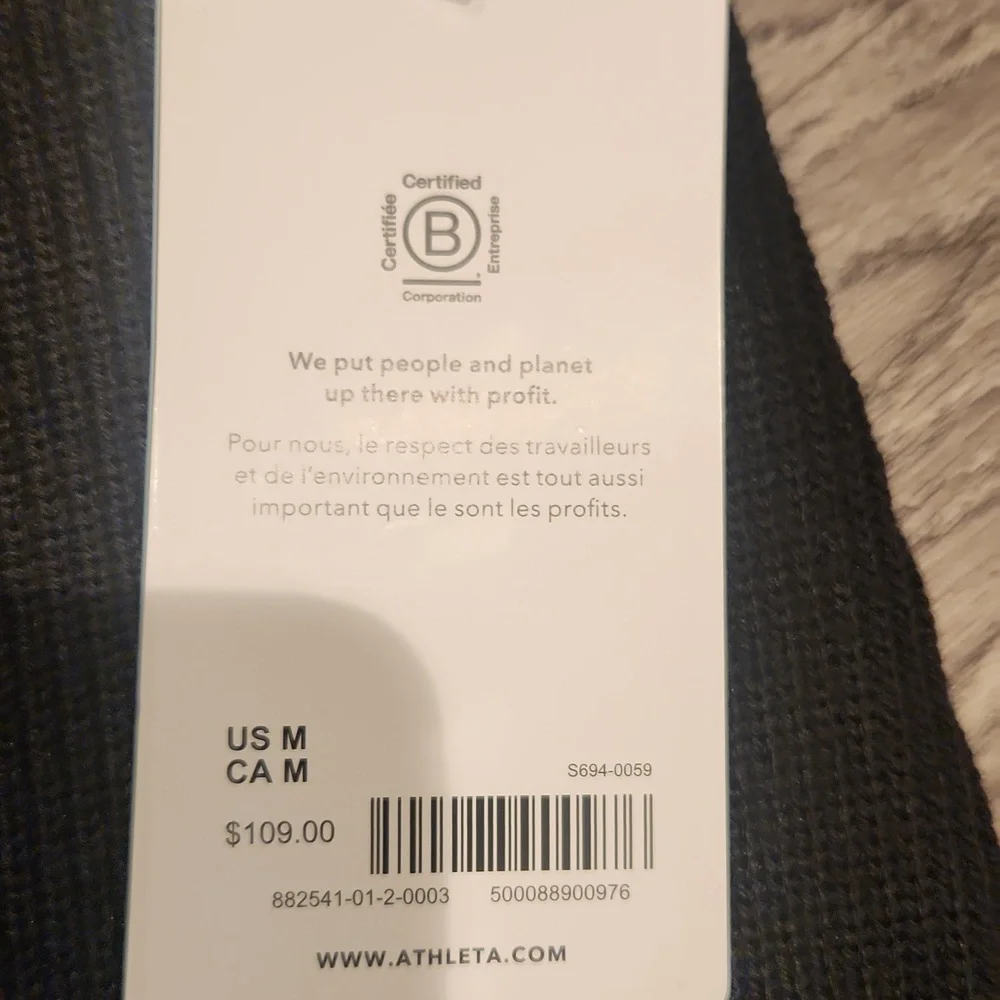 Certified
Certifiée
B
Entreprise
Corporation
We put people and planet
up there with profit.
Pour nous, le respect des travailleurs
et de l'environnement est tout aussi
important que le sont les profits.
US M
CA M
S694-0059
$109.00
882541-01-2-0003 500088900976
WWW.ATHLETA.COM